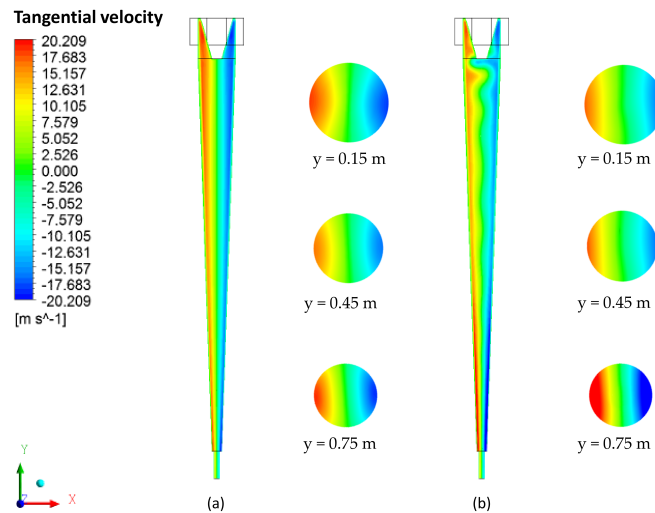 Tangential velocity
20.209
17.683
15.157
12.631
10.105
7.579
5.052
2.526
0.000
-2.526
-5.052
-7.579
-10.105
-12.631
-15.157
-17.683
-20.209
[m s^-1]
y = 0.15 m
y = 0.45 m
y = 0.75 m
y = 0.15 m
y = 0.45 m
y = 0.75 m
Y
Z
X
(a)
(b)